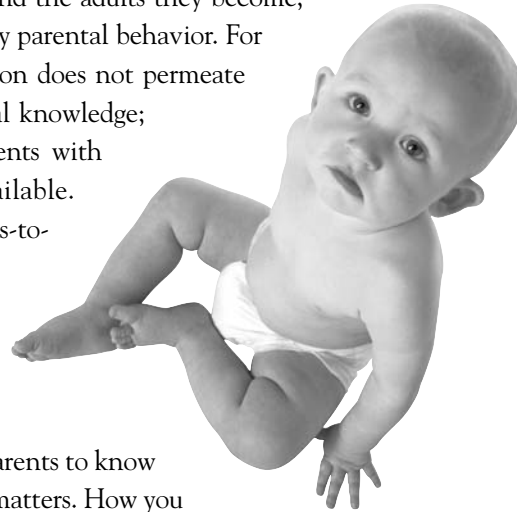 nd the adults they become,
y parental behavior. For
on does not permeate
l knowledge;
ents with
ailable.
s-to-
arents to know
matters. How you